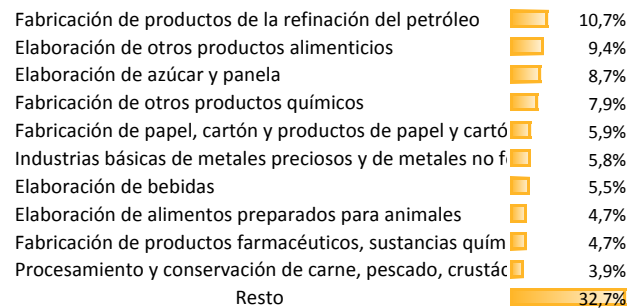 Fabricación de productos de la refinación del petróleo 10,7%
Elaboración de otros productos alimenticios 9,4%
Elaboración de azúcar y panela 8,7%
Fabricación de otros productos químicos 7,9%
Fabricación de papel, cartón y productos de papel y cartó 5,9%
Industrias básicas de metales preciosos y de metales no f 5,8%
Elaboración de bebidas 5,5%
Elaboración de alimentos preparados para animales 4,7%
Fabricación de productos farmacéuticos, sustancias quím 4,7%
Procesamiento y conservación de carne, pescado, crustác 3,9%
Resto 32,7%